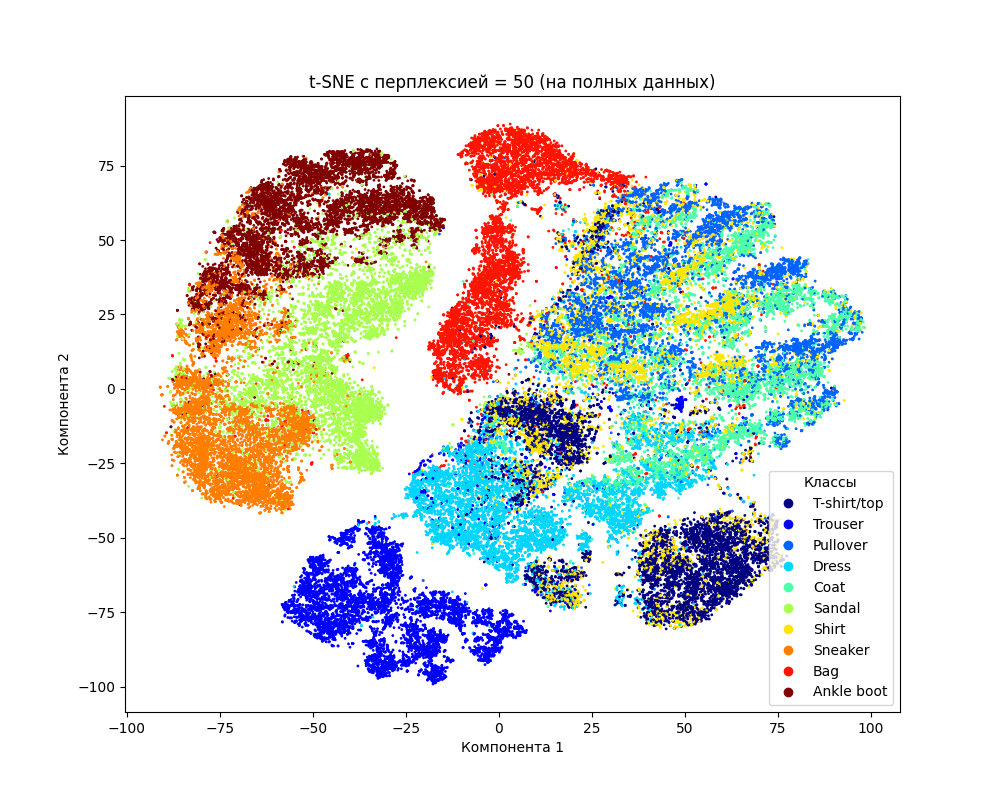 t-SNE с перплексией = 50 (на полных данных)
Компонента 2
75
50
25
0
−25
−50
−75
−100
−100
−75
−50
−25
0
25
50
75
100
Компонента 1
Классы
T-shirt/top
Trouser
Pullover
Dress
Coat
Sandal
Shirt
Sneaker
Bag
Ankle boot